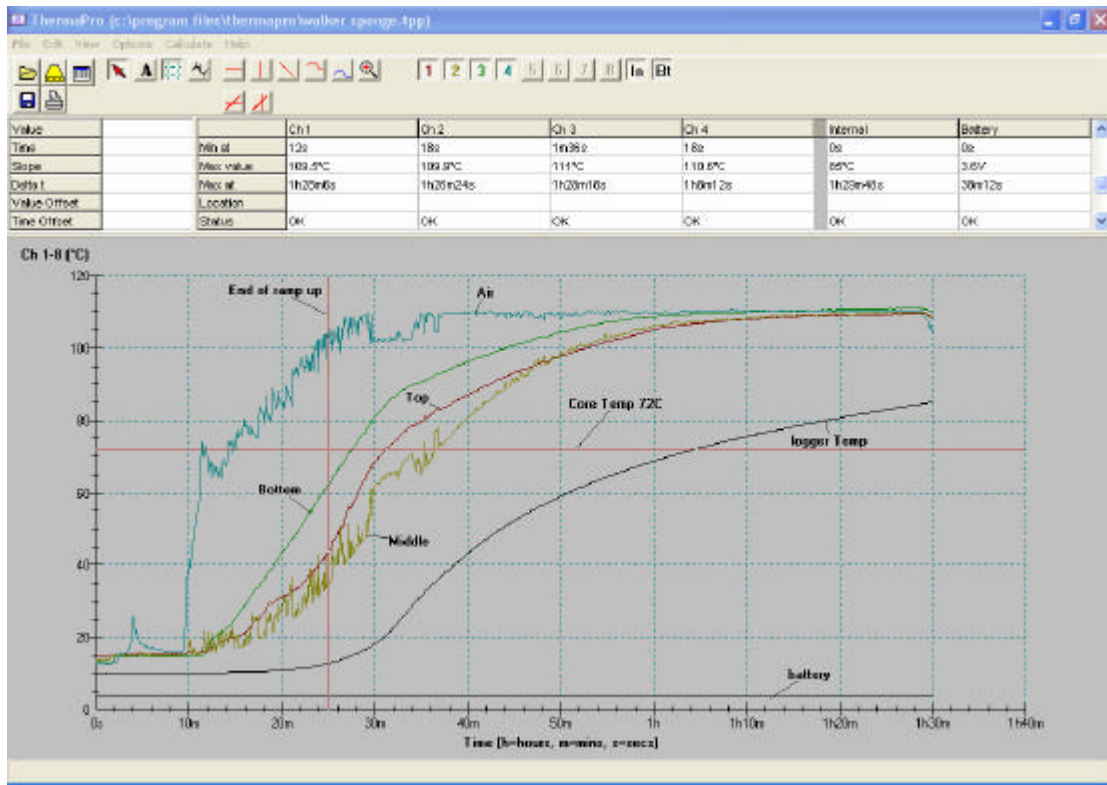 ThermaPro (c:\program files\thermapro\walker sponge.tpp)
File Edit View Options Calculate Help
A 1 2 3 4 5 6 7 8 In Bt
Value Ch 1 Ch 2 Ch 3 Ch 4 Internal Battery
Time Min at 12s 18s 1m36s 18s 0s 0s
Slope Max value 109.5°C 109.9°C 111°C 110.6°C 85°C 3.6V
Delta t Max at 1h26m6s 1h26m24s 1h28m18s 1h8m12s 1h29m48s 38m12s
Value Offset Location
Time Offset Status OK OK OK OK OK OK
Ch 1-8 (°C)
120
End of ramp up
Air
100
Top
Core Temp 72C
80
logger Temp
60
Bottom
Middle
40
20
battery
0
0s 10m 20m 30m 40m 50m 1h 1h10m 1h20m 1h30m 1h40m
Time [h=hours, m=mins, s=secs]